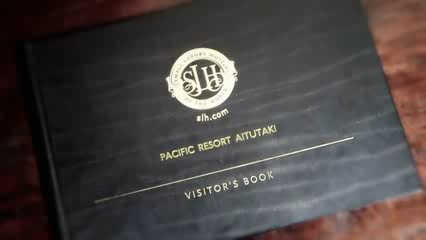 SMALL LUXURY HOTELS
SLH
OF THE WORLD
slh.com
PACIFIC RESORT AITUTAKI
VISITOR'S BOOK